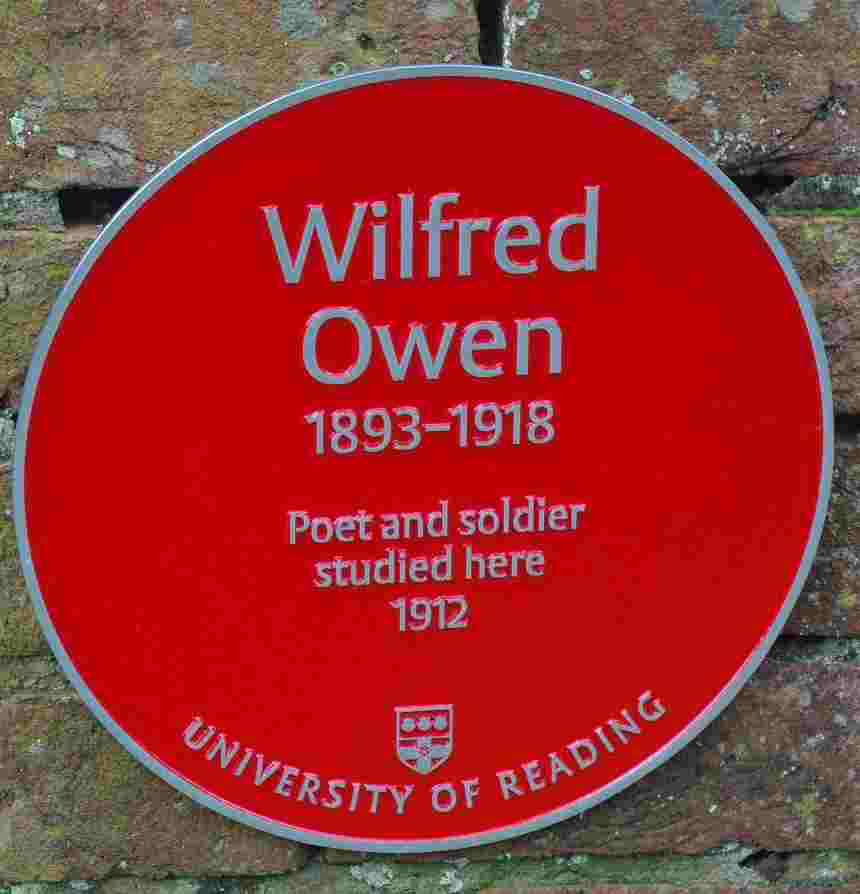 Wilfred
Owen
1893–1918
Poet and soldier
studied here
1912
UNIVERSITY OF READING